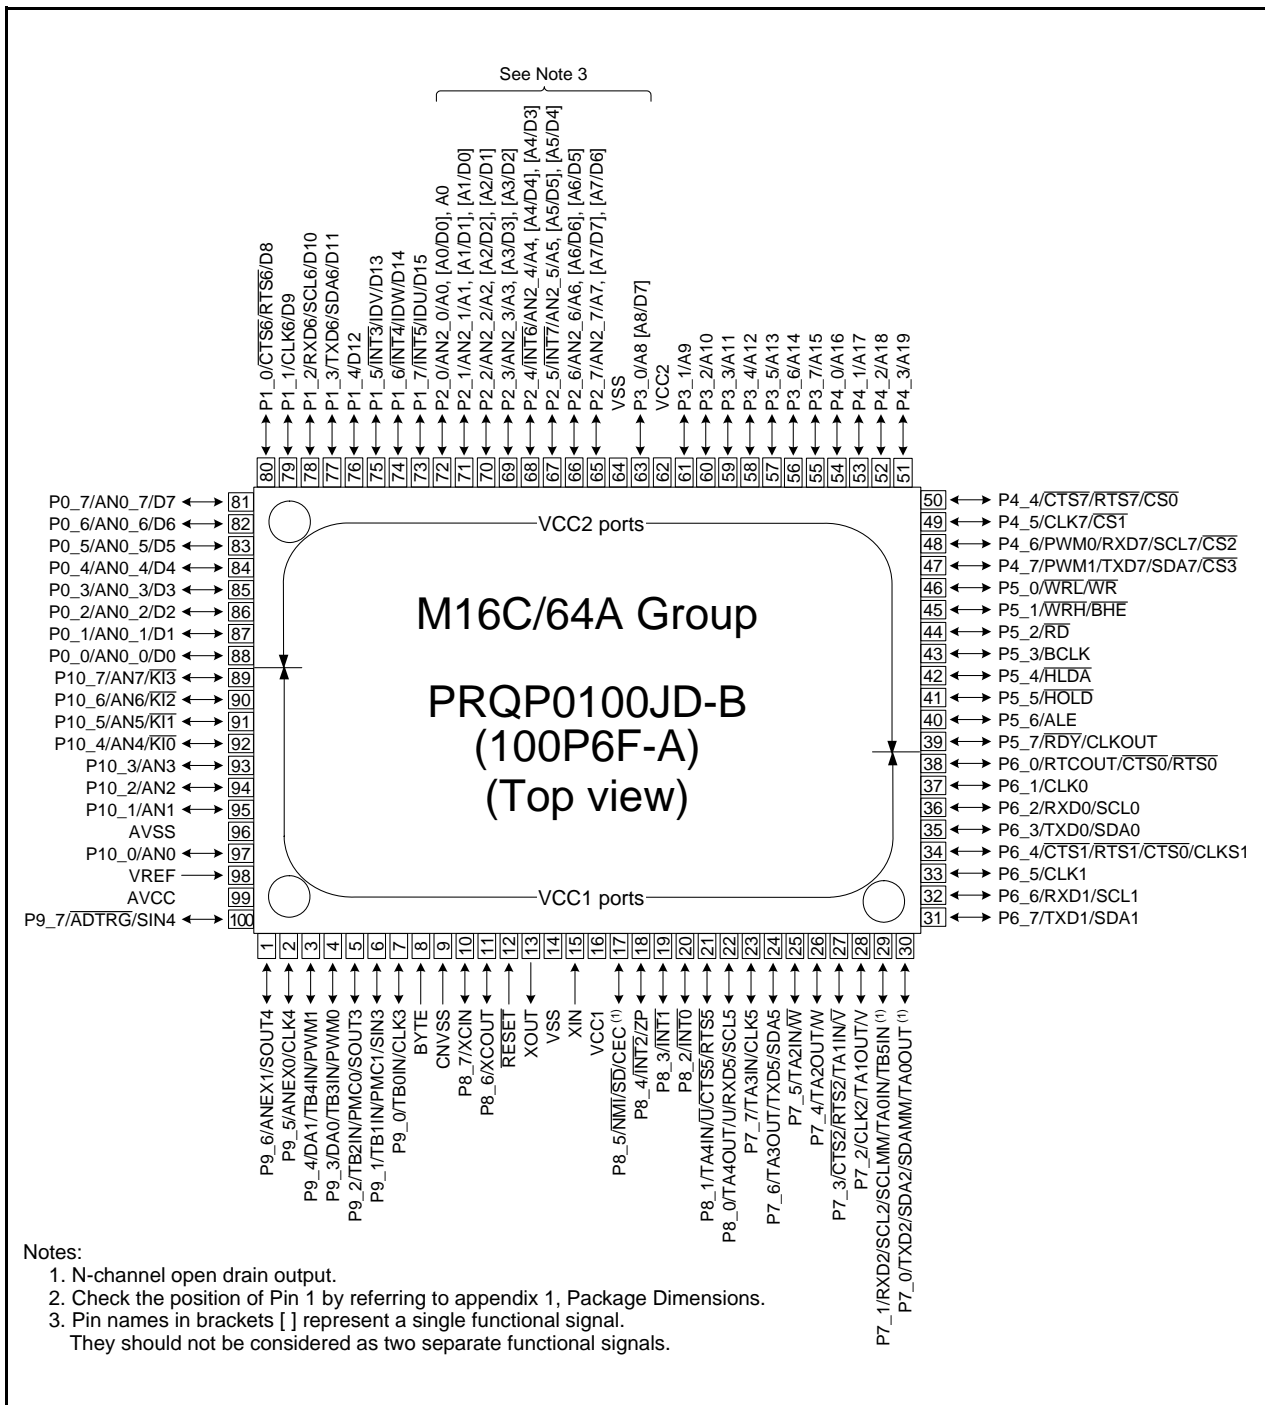 See Note 3
P1_0/CTS6/RTS6/D8
P1_1/CLK6/D9
P1_2/RXD6/SCL6/D10
P1_3/TXD6/SDA6/D11
P1_4/D12
P1_5/INT3/IDV/D13
P1_6/INT4/IDW/D14
P1_7/INT5/IDU/D15
P2_0/AN2_0/A0, [A0/D0], A0
P2_1/AN2_1/A1, [A1/D1], [A1/D0]
P2_2/AN2_2/A2, [A2/D2], [A2/D1]
P2_3/AN2_3/A3, [A3/D3], [A3/D2]
P2_4/INT6/AN2_4/A4, [A4/D4], [A4/D3]
P2_5/INT7/AN2_5/A5, [A5/D5], [A5/D4]
P2_6/AN2_6/A6, [A6/D6], [A6/D5]
P2_7/AN2_7/A7, [A7/D7], [A7/D6]
VSS
P3_0/A8 [A8/D7]
VCC2
P3_1/A9
P3_2/A10
P3_3/A11
P3_4/A12
P3_5/A13
P3_6/A14
P3_7/A15
P4_0/A16
P4_1/A17
P4_2/A18
P4_3/A19
80 79 78 77 76 75 74 73 72 71 70 69 68 67 66 65 64 63 62 61 60 59 58 57 56 55 54 53 52 51
P0_7/AN0_7/D7 81
P0_6/AN0_6/D6 82
P0_5/AN0_5/D5 83
P0_4/AN0_4/D4 84
P0_3/AN0_3/D3 85
P0_2/AN0_2/D2 86
P0_1/AN0_1/D1 87
P0_0/AN0_0/D0 88
P10_7/AN7/KI3 89
P10_6/AN6/KI2 90
P10_5/AN5/KI1 91
P10_4/AN4/KI0 92
P10_3/AN3 93
P10_2/AN2 94
P10_1/AN1 95
AVSS 96
P10_0/AN0 97
VREF 98
AVCC 99
P9_7/ADTRG/SIN4 100
VCC2 ports
M16C/64A Group
PRQP0100JD-B
(100P6F-A)
(Top view)
VCC1 ports
50 P4_4/CTS7/RTS7/CS0
49 P4_5/CLK7/CS1
48 P4_6/PWM0/RXD7/SCL7/CS2
47 P4_7/PWM1/TXD7/SDA7/CS3
46 P5_0/WRL/WR
45 P5_1/WRH/BHE
44 P5_2/RD
43 P5_3/BCLK
42 P5_4/HLDA
41 P5_5/HOLD
40 P5_6/ALE
39 P5_7/RDY/CLKOUT
38 P6_0/RTCOUT/CTS0/RTS0
37 P6_1/CLK0
36 P6_2/RXD0/SCL0
35 P6_3/TXD0/SDA0
34 P6_4/CTS1/RTS1/CTS0/CLKS1
33 P6_5/CLK1
32 P6_6/RXD1/SCL1
31 P6_7/TXD1/SDA1
1 2 3 4 5 6 7 8 9 10 11 12 13 14 15 16 17 18 19 20 21 22 23 24 25 26 27 28 29 30
P9_6/ANEX1/SOUT4
P9_5/ANEX0/CLK4
P9_4/DA1/TB4IN/PWM1
P9_3/DA0/TB3IN/PWM0
P9_2/TB2IN/PMC0/SOUT3
P9_1/TB1IN/PMC1/SIN3
P9_0/TB0IN/CLK3
BYTE
CNVSS
P8_7/XCIN
P8_6/XCOUT
RESET
XOUT
VSS
XIN
VCC1
P8_5/NMI/SD/CEC (1)
P8_4/INT2/ZP
P8_3/INT1
P8_2/INT0
P8_1/TA4IN/U/CTS5/RTS5
P8_0/TA4OUT/U/RXD5/SCL5
P7_7/TA3IN/CLK5
P7_6/TA3OUT/TXD5/SDA5
P7_5/TA2IN/W
P7_4/TA2OUT/W
P7_3/CTS2/RTS2/TA1IN/V
P7_2/CLK2/TA1OUT/V
P7_1/RXD2/SCL2/SCLMM/TA0IN/TB5IN (1)
P7_0/TXD2/SDA2/SDAMM/TA0OUT (1)
Notes:
1. N-channel open drain output.
2. Check the position of Pin 1 by referring to appendix 1, Package Dimensions.
3. Pin names in brackets [ ] represent a single functional signal.
They should not be considered as two separate functional signals.